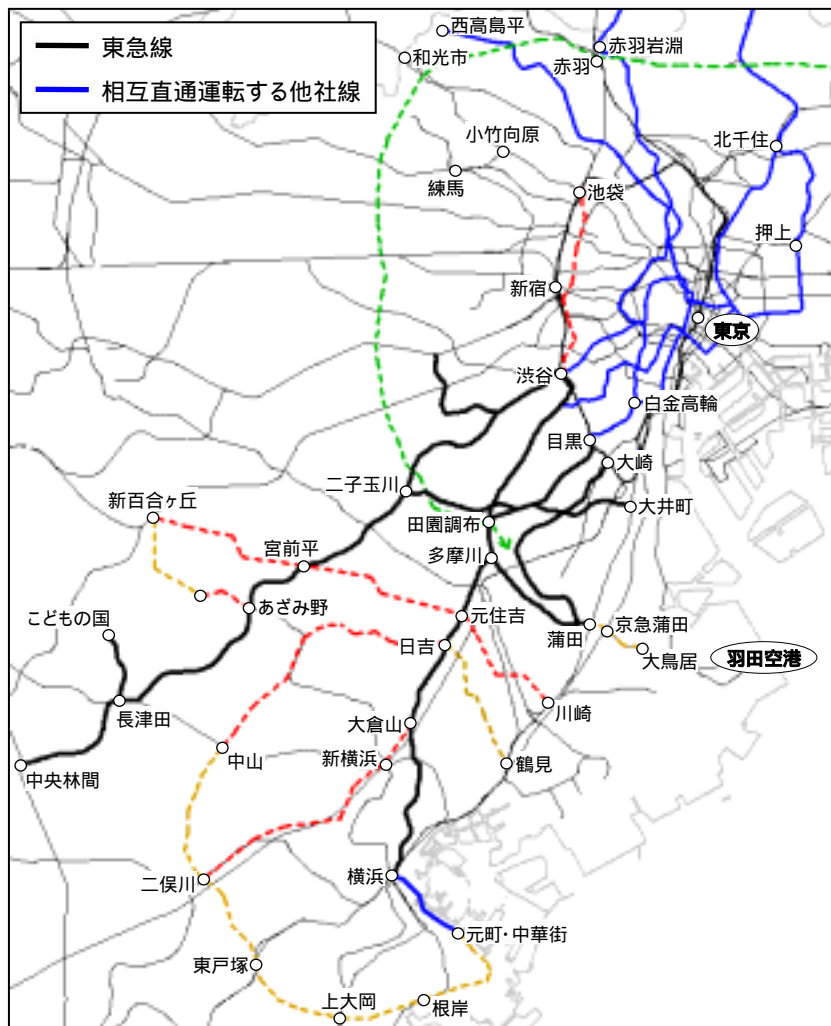 西高島平
東急線
相互直通運転する他社線
和光市
赤羽岩淵
赤羽
小竹向原
北千住
練馬
池袋
押上
新宿
東京
渋谷
白金高輪
目黒
大崎
二子玉川
大井町
新百合ヶ丘
田園調布
宮前平
多摩川
あざみ野
こどもの国
元住吉
蒲田
京急蒲田
日吉
大鳥居
羽田空港
長津田
大倉山
川崎
中山
新横浜
鶴見
中央林間
二俣川
横浜
元町・中華街
東戸塚
上大岡
根岸